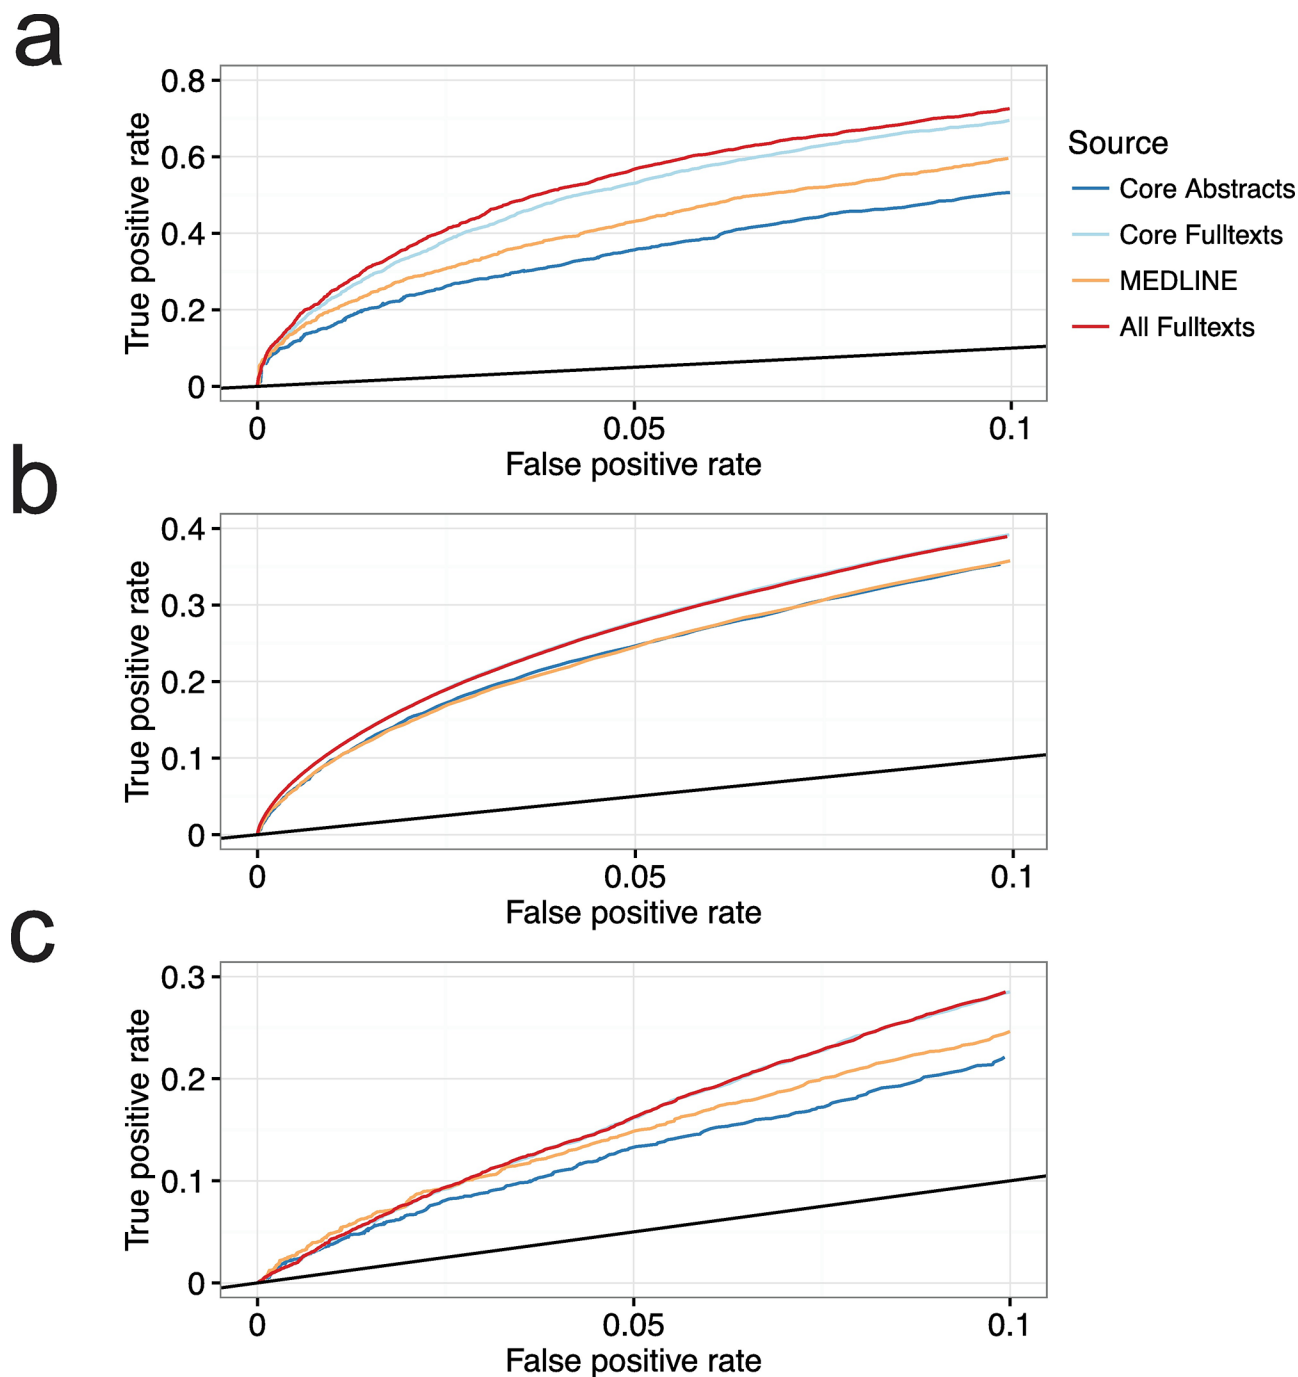 a
True positive rate
0.8
0.6
0.4
0.2
0
0
0.05
0.1
False positive rate
Source
Core Abstracts
Core Fulltexts
MEDLINE
All Fulltexts
b
True positive rate
0.4
0.3
0.2
0.1
0
0
0.05
0.1
False positive rate
c
True positive rate
0.3
0.2
0.1
0
0
0.05
0.1
False positive rate